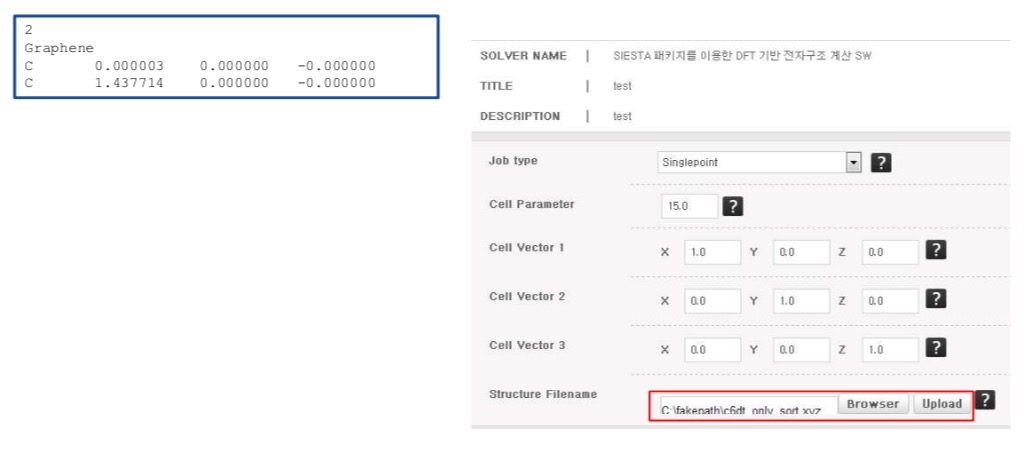 2
Graphene
C 0.000003 0.000000 -0.000000
C 1.437714 0.000000 -0.000000
SOLVER NAME | SIESTA 패키지를 이용한 DFT 기반 전자구조 계산 SW
TITLE | test
DESCRIPTION | test
Job type Singlepoint ?
Cell Parameter 15.0 ?
Cell Vector 1 X 1.0 Y 0.0 Z 0.0 ?
Cell Vector 2 X 0.0 Y 1.0 Z 0.0 ?
Cell Vector 3 X 0.0 Y 0.0 Z 1.0 ?
Structure Filename C:\fakepath\c6dt_only_sort.xyz Browser Upload ?